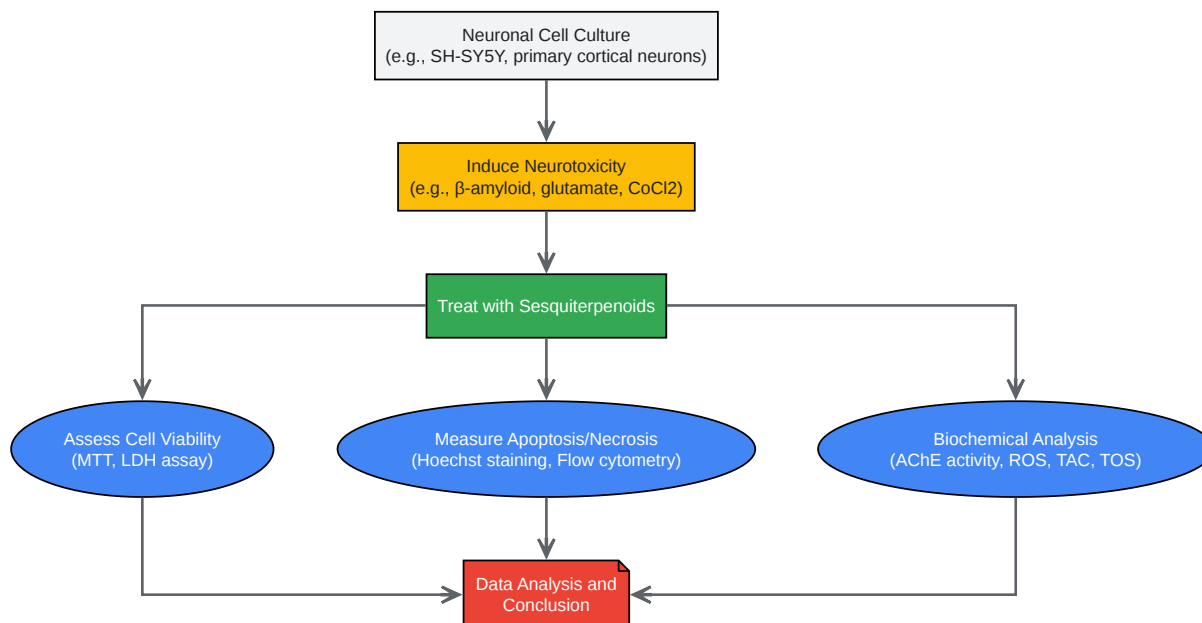 Neuronal Cell Culture
(e.g., SH-SY5Y, primary cortical neurons)
Induce Neurotoxicity
(e.g., β-amyloid, glutamate, CoCl2)
Treat with Sesquiterpenoids
Assess Cell Viability
(MTT, LDH assay)
Measure Apoptosis/Necrosis
(Hoechst staining, Flow cytometry)
Biochemical Analysis
(AChE activity, ROS, TAC, TOS)
Data Analysis and
Conclusion